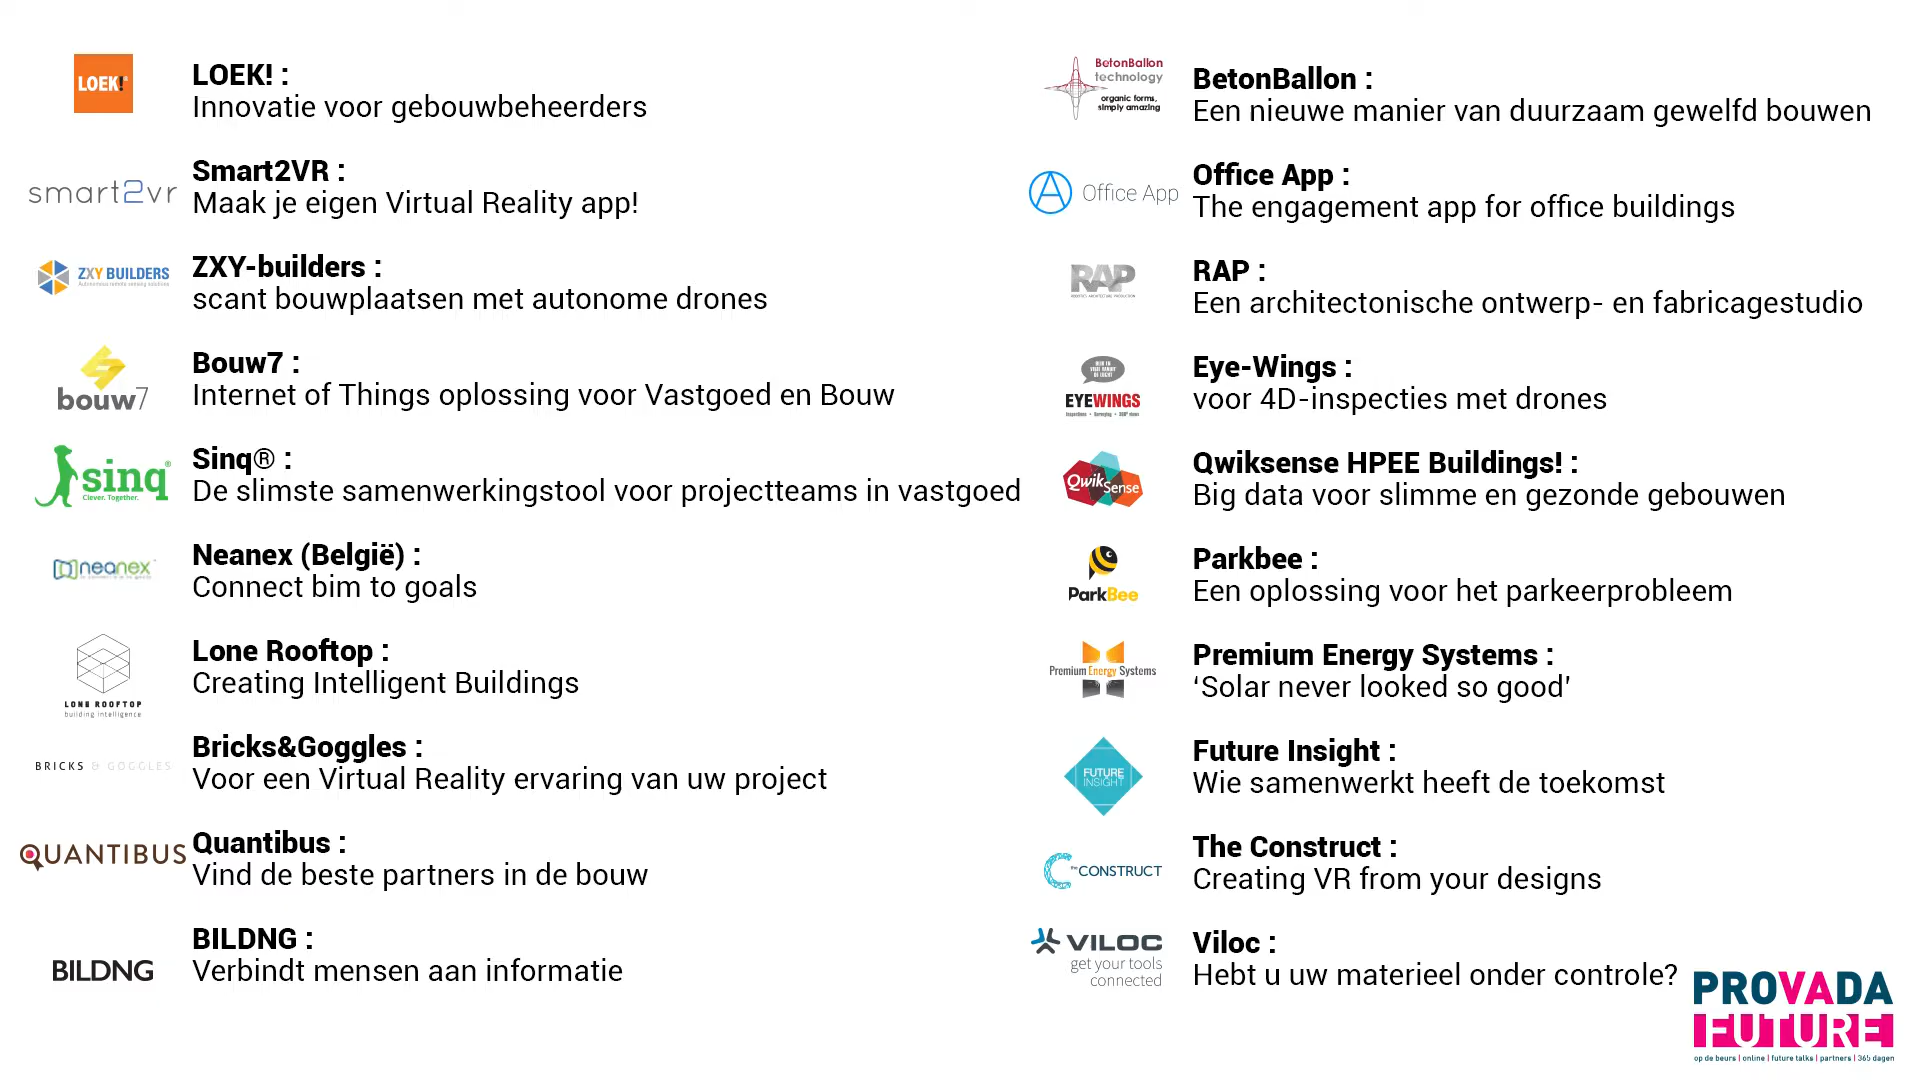 LOEK!
LOEK! :
Innovatie voor gebouwbeheerders
smart2vr
Smart2VR :
Maak je eigen Virtual Reality app!
ZXY BUILDERS
Autonomous remote sensing solutions
ZXY-builders :
scant bouwplaatsen met autonome drones
bouw7
Bouw7 :
Internet of Things oplossing voor Vastgoed en Bouw
sinq®
Clever. Together.
Sinq® :
De slimste samenwerkingstool voor projectteams in vastgoed
neanex
Neanex (België) :
Connect bim to goals
LONE ROOFTOP
building intelligence
Lone Rooftop :
Creating Intelligent Buildings
BRICKS & GOGGLES
Bricks&Goggles :
Voor een Virtual Reality ervaring van uw project
QUANTIBUS
Quantibus :
Vind de beste partners in de bouw
BILDNG
BILDNG :
Verbindt mensen aan informatie
BetonBallon
technology
organic forms,
simply amazing
BetonBallon :
Een nieuwe manier van duurzaam gewelfd bouwen
Office App
Office App :
The engagement app for office buildings
RAP
RAP :
Een architectonische ontwerp- en fabricagestudio
EYEWINGS
Eye-Wings :
voor 4D-inspecties met drones
QwikSense
Qwiksense HPEE Buildings! :
Big data voor slimme en gezonde gebouwen
ParkBee
Parkbee :
Een oplossing voor het parkeerprobleem
Premium Energy Systems
Premium Energy Systems :
‘Solar never looked so good’
FUTURE
INSIGHT
Future Insight :
Wie samenwerkt heeft de toekomst
the CONSTRUCT
The Construct :
Creating VR from your designs
VILOC
get your tools
connected
Viloc :
Hebt u uw materieel onder controle?
PROVADA
FUTURE
op de beurs | online | future talks | partners | 365 dagen